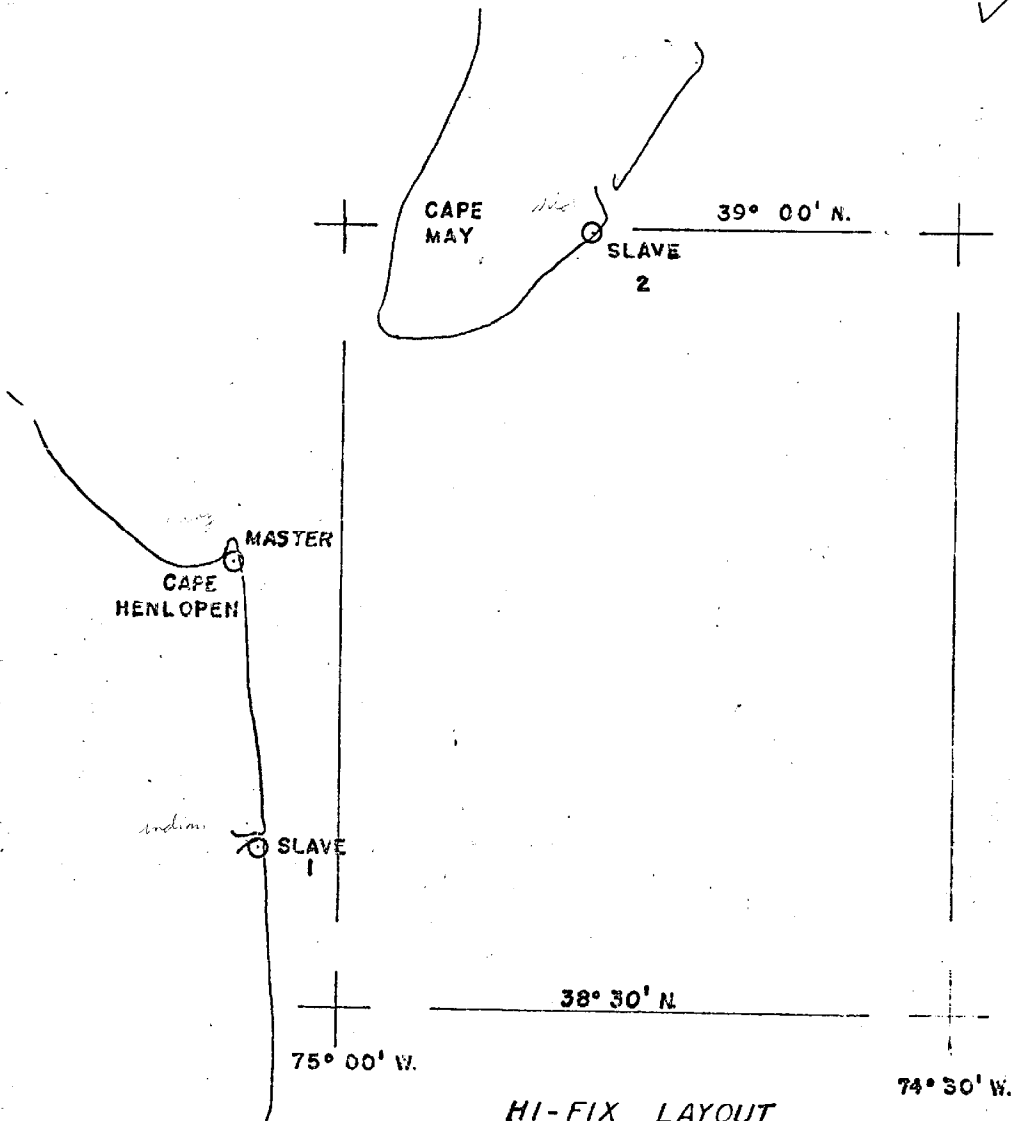 CAPE
MAY
39° 00' N.
SLAVE
2
MASTER
CAPE
HENLOPEN
indian
SLAVE
1
38° 30' N.
75° 00' W.
74° 30' W.
HI-FIX LAYOUT